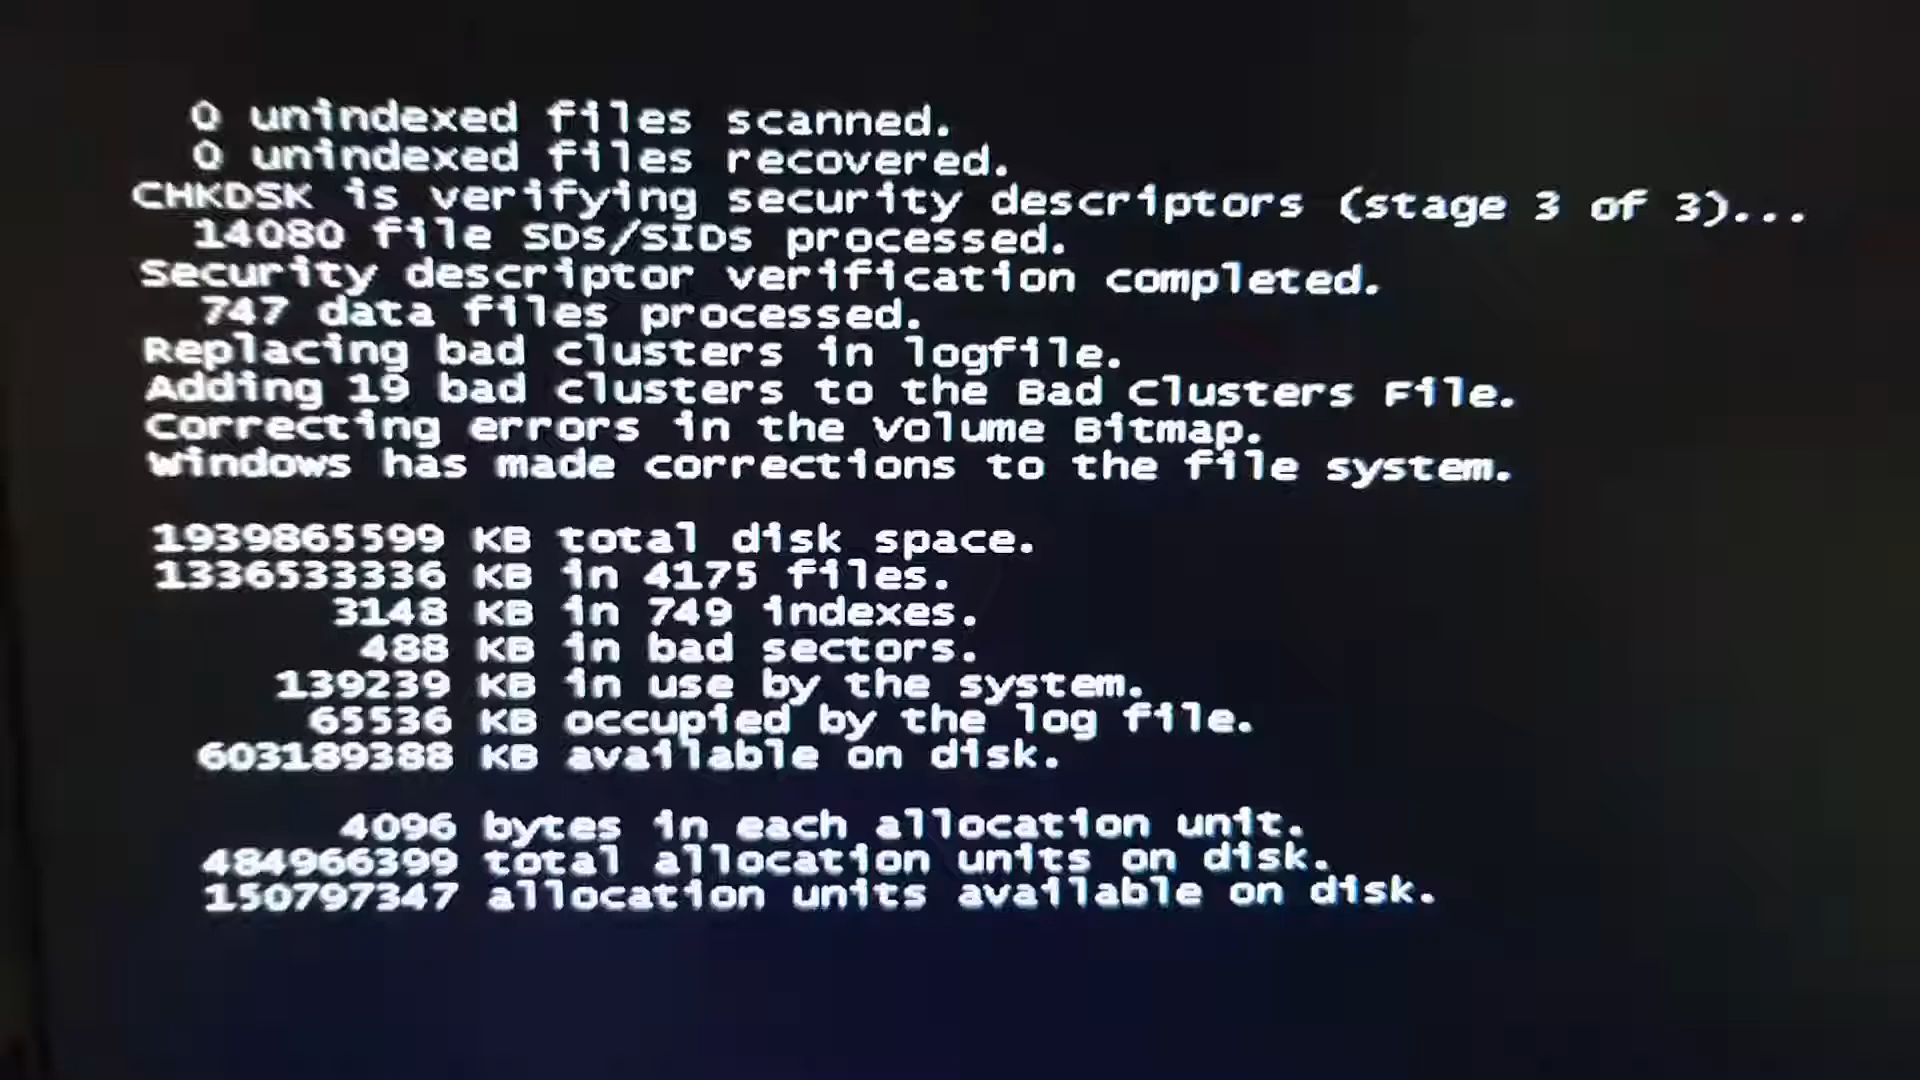 0 unindexed files scanned.
0 unindexed files recovered.
CHKDSK is verifying security descriptors (stage 3 of 3)...
14080 file SDs/SIDs processed.
Security descriptor verification completed.
747 data files processed.
Replacing bad clusters in logfile.
Adding 19 bad clusters to the Bad Clusters File.
Correcting errors in the Volume Bitmap.
Windows has made corrections to the file system.
1939865599 KB total disk space.
1336533336 KB in 4175 files.
3148 KB in 749 indexes.
488 KB in bad sectors.
139239 KB in use by the system.
65536 KB occupied by the log file.
603189388 KB available on disk.
4096 bytes in each allocation unit.
484966399 total allocation units on disk.
150797347 allocation units available on disk.